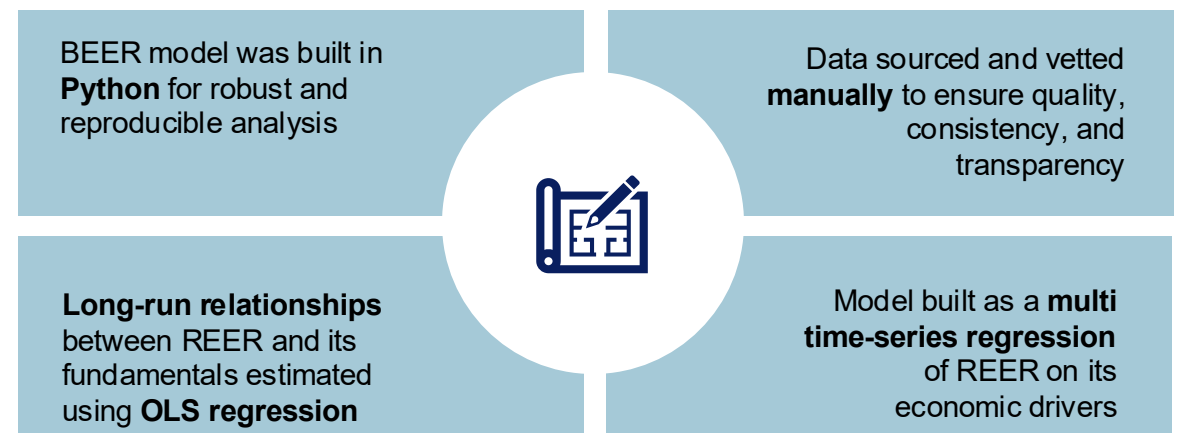 BEER model was built in
Python for robust and
reproducible analysis
Data sourced and vetted
manually to ensure quality,
consistency, and
transparency
Long-run relationships
between REER and its
fundamentals estimated
using OLS regression
Model built as a multi
time-series regression
of REER on its
economic drivers